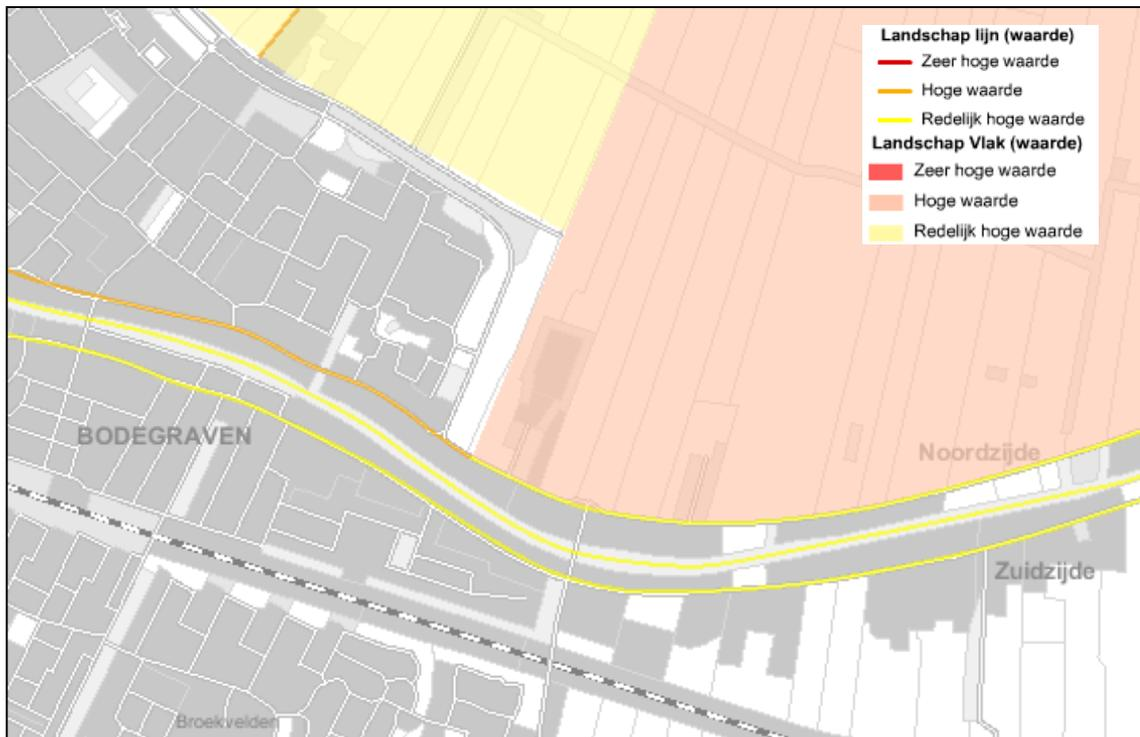 Landschap lijn (waarde)
Zeer hoge waarde
Hoge waarde
Redelijk hoge waarde
Landschap Vlak (waarde)
Zeer hoge waarde
Hoge waarde
Redelijk hoge waarde
BODEGRAVEN
Noordzijde
Zuidzijde
Broekvelden